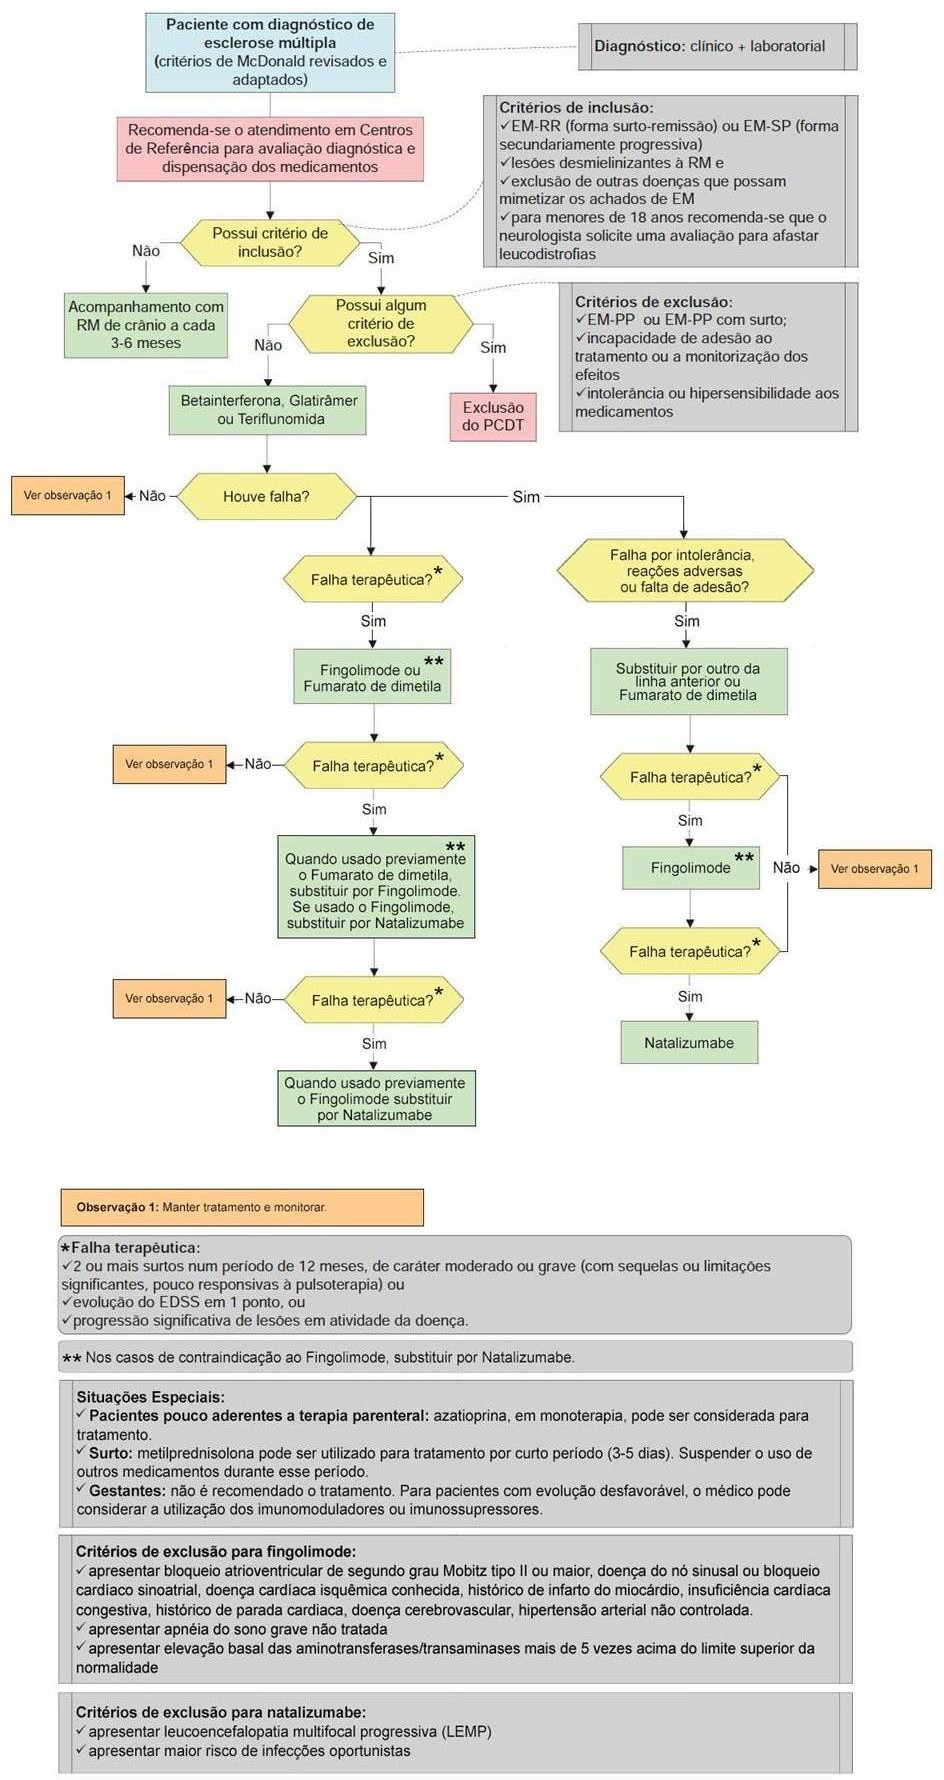 Paciente com diagnóstico de
esclerose múltipla
(critérios de McDonald revisados e
adaptados)
Diagnóstico: clínico + laboratorial
Recomenda-se o atendimento em Centros
de Referência para avaliação diagnóstica e
dispensação dos medicamentos
Critérios de inclusão:
✓EM-RR (forma surto-remissão) ou EM-SP (forma
secundariamente progressiva)
✓lesões desmielinizantes à RM e
✓exclusão de outras doenças que possam
mimetizar os achados de EM
✓para menores de 18 anos recomenda-se que o
neurologista solicite uma avaliação para afastar
leucodistrofias
Possui critério de
inclusão?
Não
Sim
Acompanhamento com
RM de crânio a cada
3-6 meses
Possui algum
critério de
exclusão?
Critérios de exclusão:
✓EM-PP ou EM-PP com surto;
✓incapacidade de adesão ao
tratamento ou a monitorização dos
efeitos
✓intolerância ou hipersensibilidade aos
medicamentos
Não
Sim
Betainterferona, Glatirâmer
ou Teriflunomida
Exclusão
do PCDT
Ver observação 1
Não
Houve falha?
Sim
Falha terapêutica?*
Falha por intolerância,
reações adversas
ou falta de adesão?
Sim
Sim
Fingolimode ou **
Fumarato de dimetila
Substituir por outro da
linha anterior ou
Fumarato de dimetila
Ver observação 1
Não
Falha terapêutica?*
Falha terapêutica?*
Sim
Sim
**
Quando usado previamente
o Fumarato de dimetila,
substituir por Fingolimode.
Se usado o Fingolimode,
substituir por Natalizumabe
Fingolimode **
Não
Ver observação 1
Falha terapêutica?*
Ver observação 1
Não
Falha terapêutica?*
Sim
Sim
Natalizumabe
Quando usado previamente
o Fingolimode substituir
por Natalizumabe
Observação 1: Manter tratamento e monitorar.
*Falha terapêutica:
✓2 ou mais surtos num período de 12 meses, de caráter moderado ou grave (com sequelas ou limitações
significantes, pouco responsivas à pulsoterapia) ou
✓evolução do EDSS em 1 ponto, ou
✓progressão significativa de lesões em atividade da doença.
** Nos casos de contraindicação ao Fingolimode, substituir por Natalizumabe.
Situações Especiais:
✓Pacientes pouco aderentes a terapia parenteral: azatioprina, em monoterapia, pode ser considerada para
tratamento.
✓Surto: metilprednisolona pode ser utilizado para tratamento por curto período (3-5 dias). Suspender o uso de
outros medicamentos durante esse período.
✓Gestantes: não é recomendado o tratamento. Para pacientes com evolução desfavorável, o médico pode
considerar a utilização dos imunomoduladores ou imunossupressores.
Critérios de exclusão para fingolimode:
✓apresentar bloqueio atrioventricular de segundo grau Mobitz tipo II ou maior, doença do nó sinusal ou bloqueio
cardíaco sinoatrial, doença cardíaca isquêmica conhecida, histórico de infarto do miocárdio, insuficiência cardíaca
congestiva, histórico de parada cardiaca, doença cerebrovascular, hipertensão arterial não controlada.
✓apresentar apnéia do sono grave não tratada
✓apresentar elevação basal das aminotransferases/transaminases mais de 5 vezes acima do limite superior da
normalidade
Critérios de exclusão para natalizumabe:
✓apresentar leucoencefalopatia multifocal progressiva (LEMP)
✓apresentar maior risco de infecções oportunistas